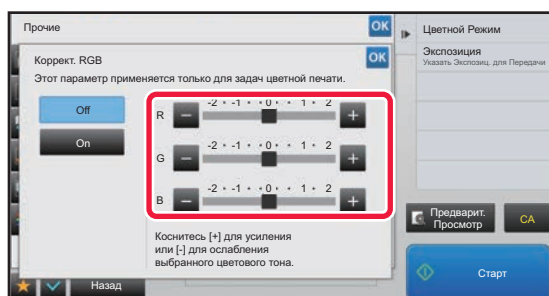 Прочие
OK
Коррект. RGB
OK
Этот параметр применяется только для задач цветной печати.
Off
On
R - -2 • -1 • • 0 • • 1 • 2 +
G - -2 • -1 • • 0 • • 1 • 2 +
B - -2 • -1 • • 0 • • 1 • 2 +
Коснитесь [+] для усиления
или [-] для ослабления
выбранного цветового тона.
Назад
Цветной Режим
Экспозиция
Указать Экспозиц. для Передачи
Предварит.
Просмотр
CA
Старт